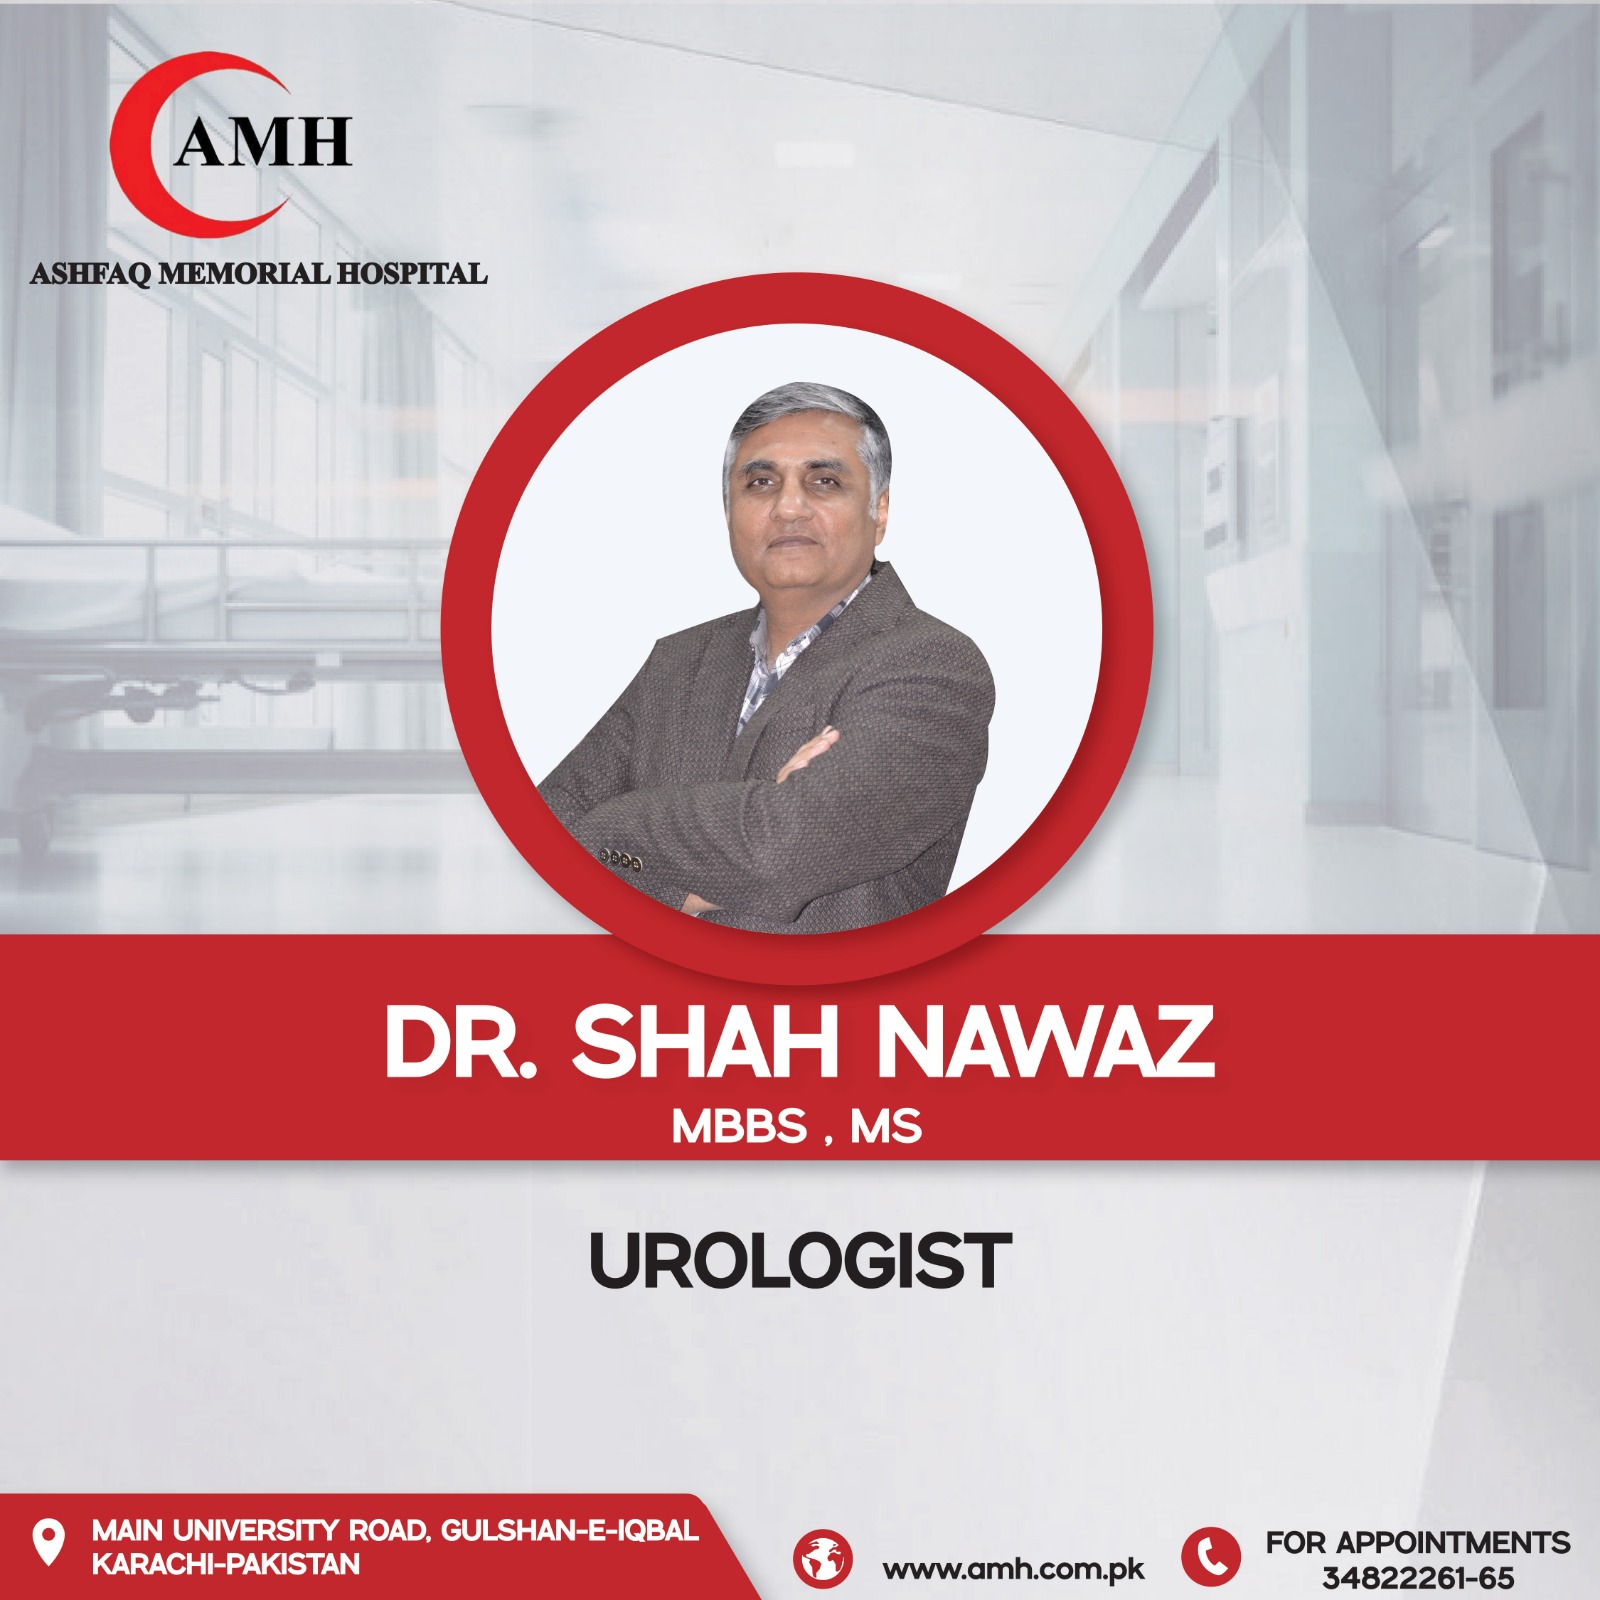 AMH
ASHFAQ MEMORIAL HOSPITAL
DR. SHAH NAWAZ
MBBS , MS
UROLOGIST
MAIN UNIVERSITY ROAD, GULSHAN-E-IQBAL
KARACHI-PAKISTAN
www.amh.com.pk
FOR APPOINTMENTS
34822261-65